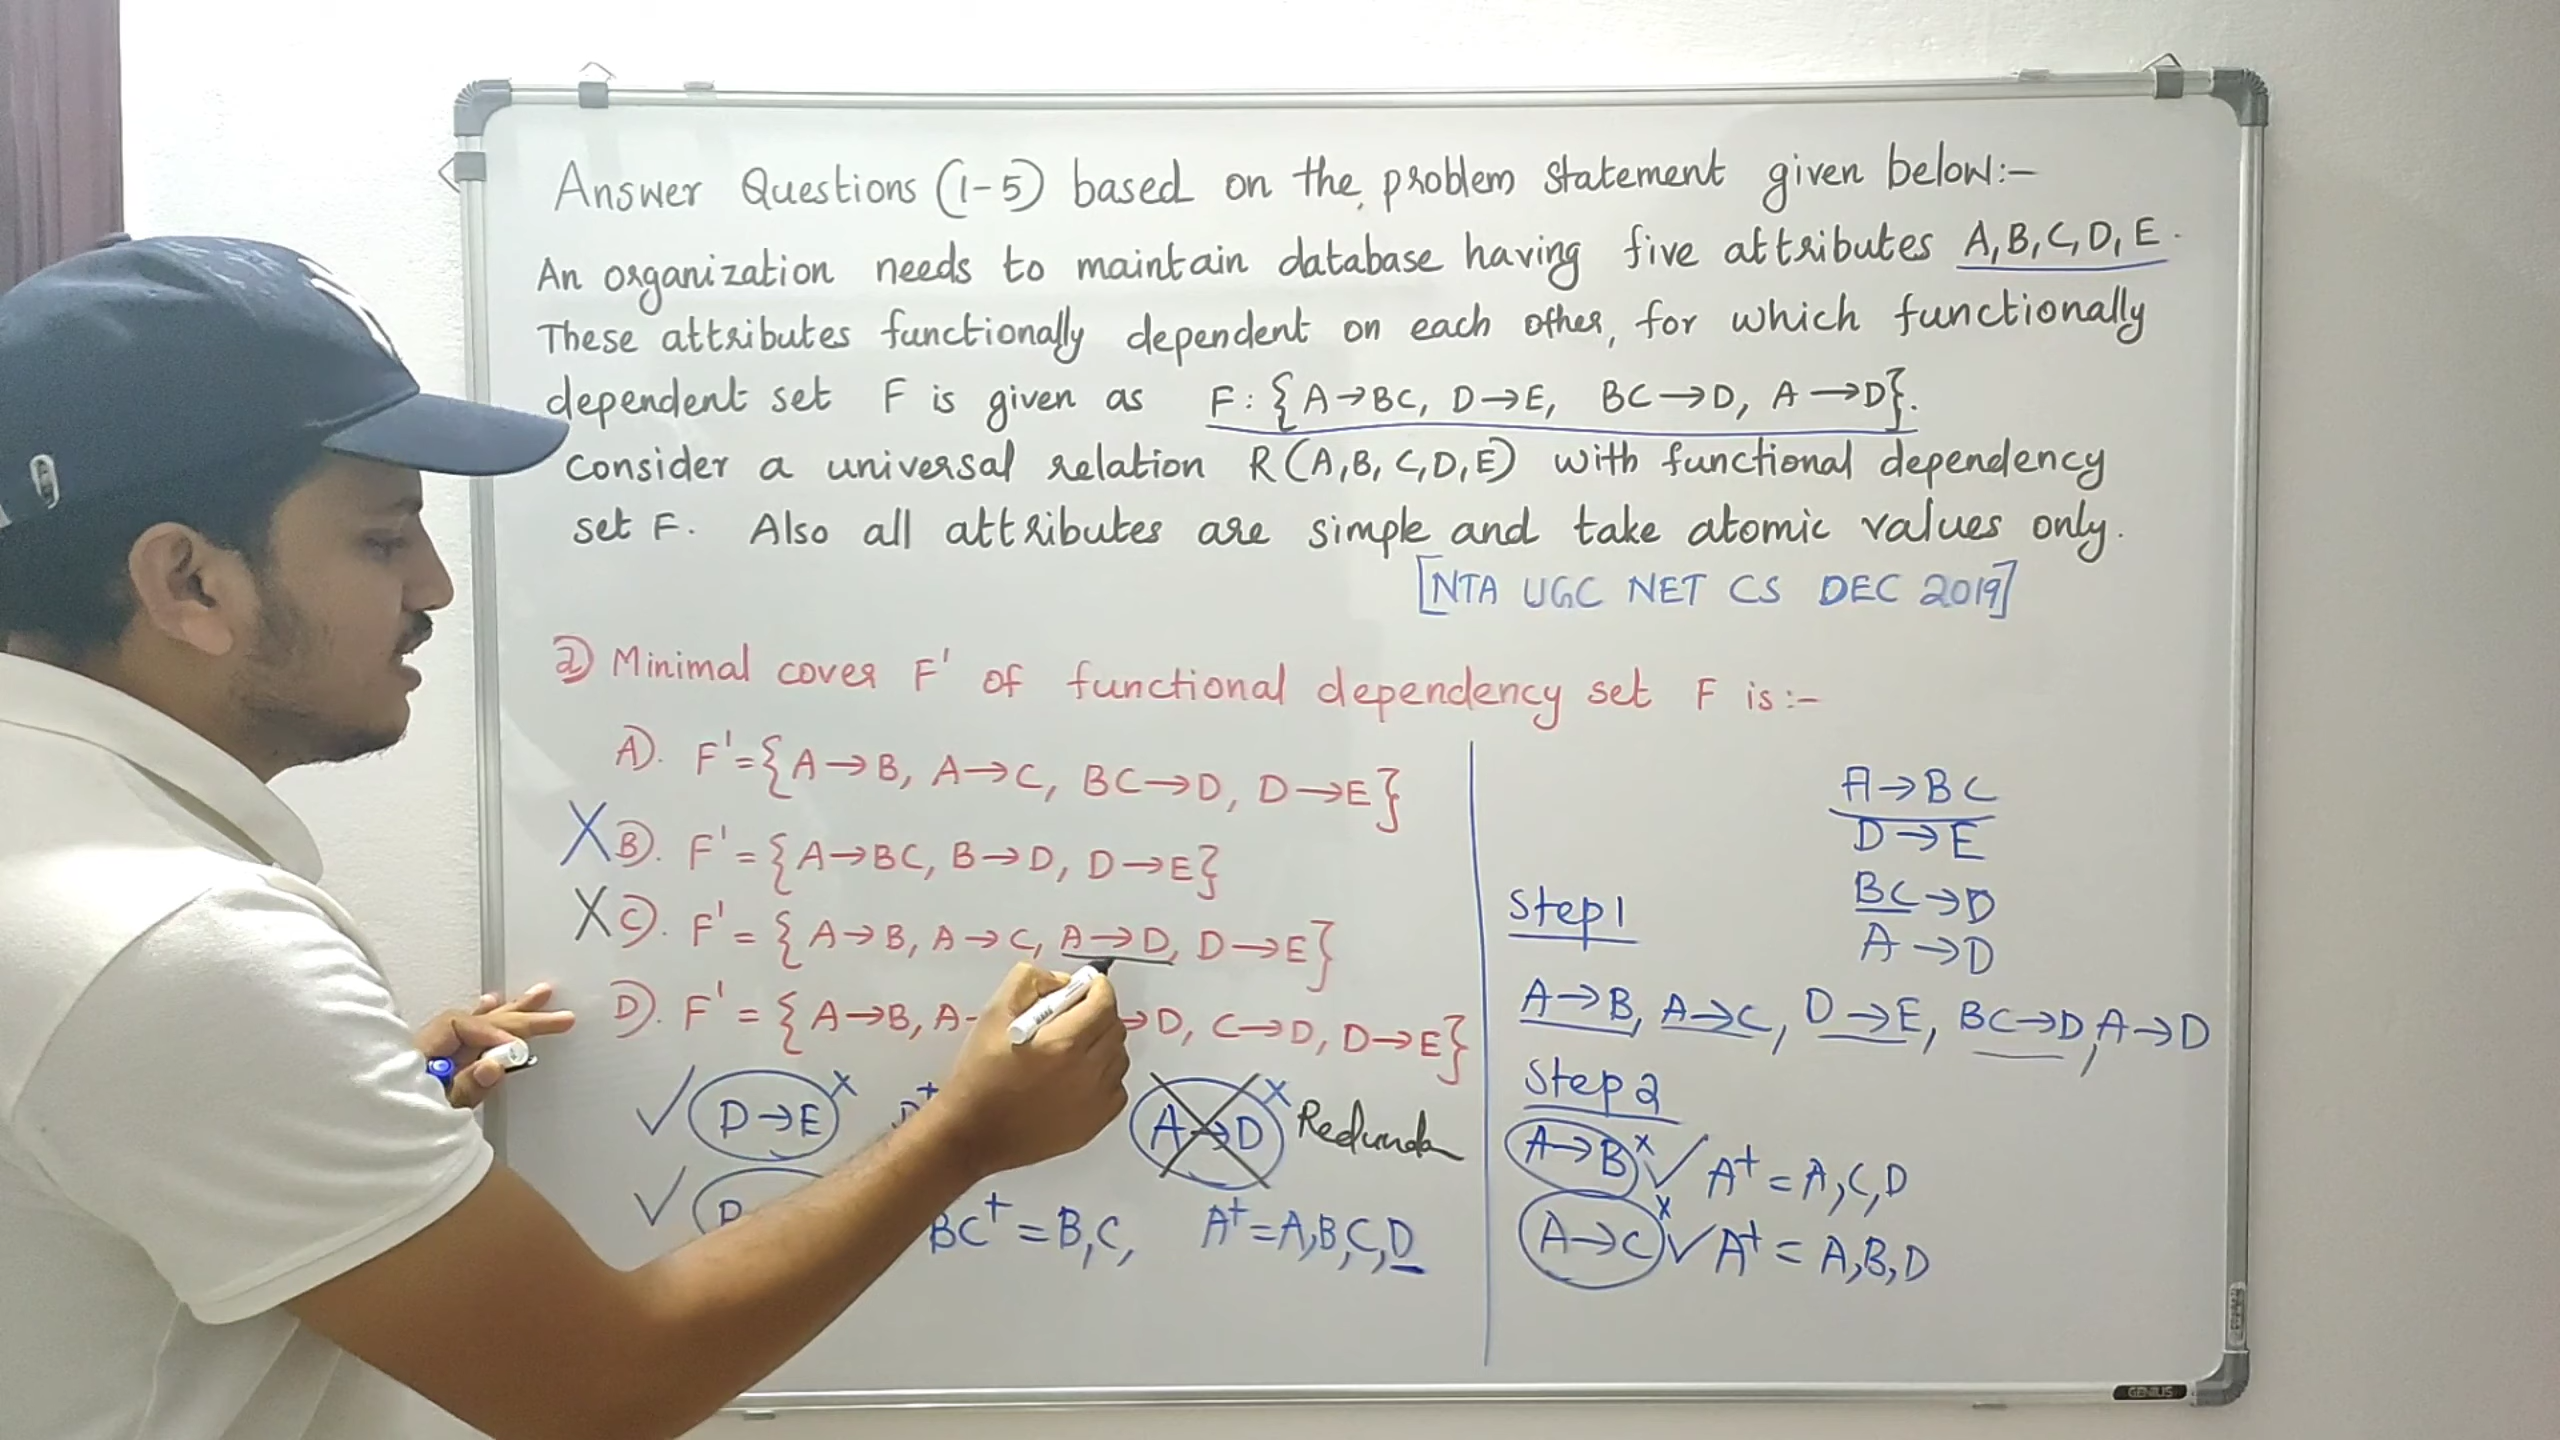 Answer Questions (1-5) based on the problem statement given below:-
An organization needs to maintain database having five attributes A,B,C,D,E.
These attributes functionally dependent on each other, for which functionally
dependent set F is given as F: {A→BC, D→E, BC→D, A→D}.
Consider a universal relation R(A,B,C,D,E) with functional dependency
set F. Also all attributes are simple and take atomic values only.
[NTA UGC NET CS DEC 2019]
2) Minimal cover F' of functional dependency set F is:-
A). F'={A→B, A→C, BC→D, D→E}
X B). F'={A→BC, B→D, D→E}
X C). F'={A→B, A→C, A→D, D→E}
D). F'={A→B, A- →D, C→D, D→E}
✓ D→E x
A→D x Redunda
✓
BC+ = B,C, A+=A,B,C,D
A→BC
D→E
BC→D
A→D
Step1
A→B, A→C, D→E, BC→D, A→D
Step 2
A→B x ✓ A+ = A,C,D
A→C x ✓ A+ = A,B,D
GENIUS